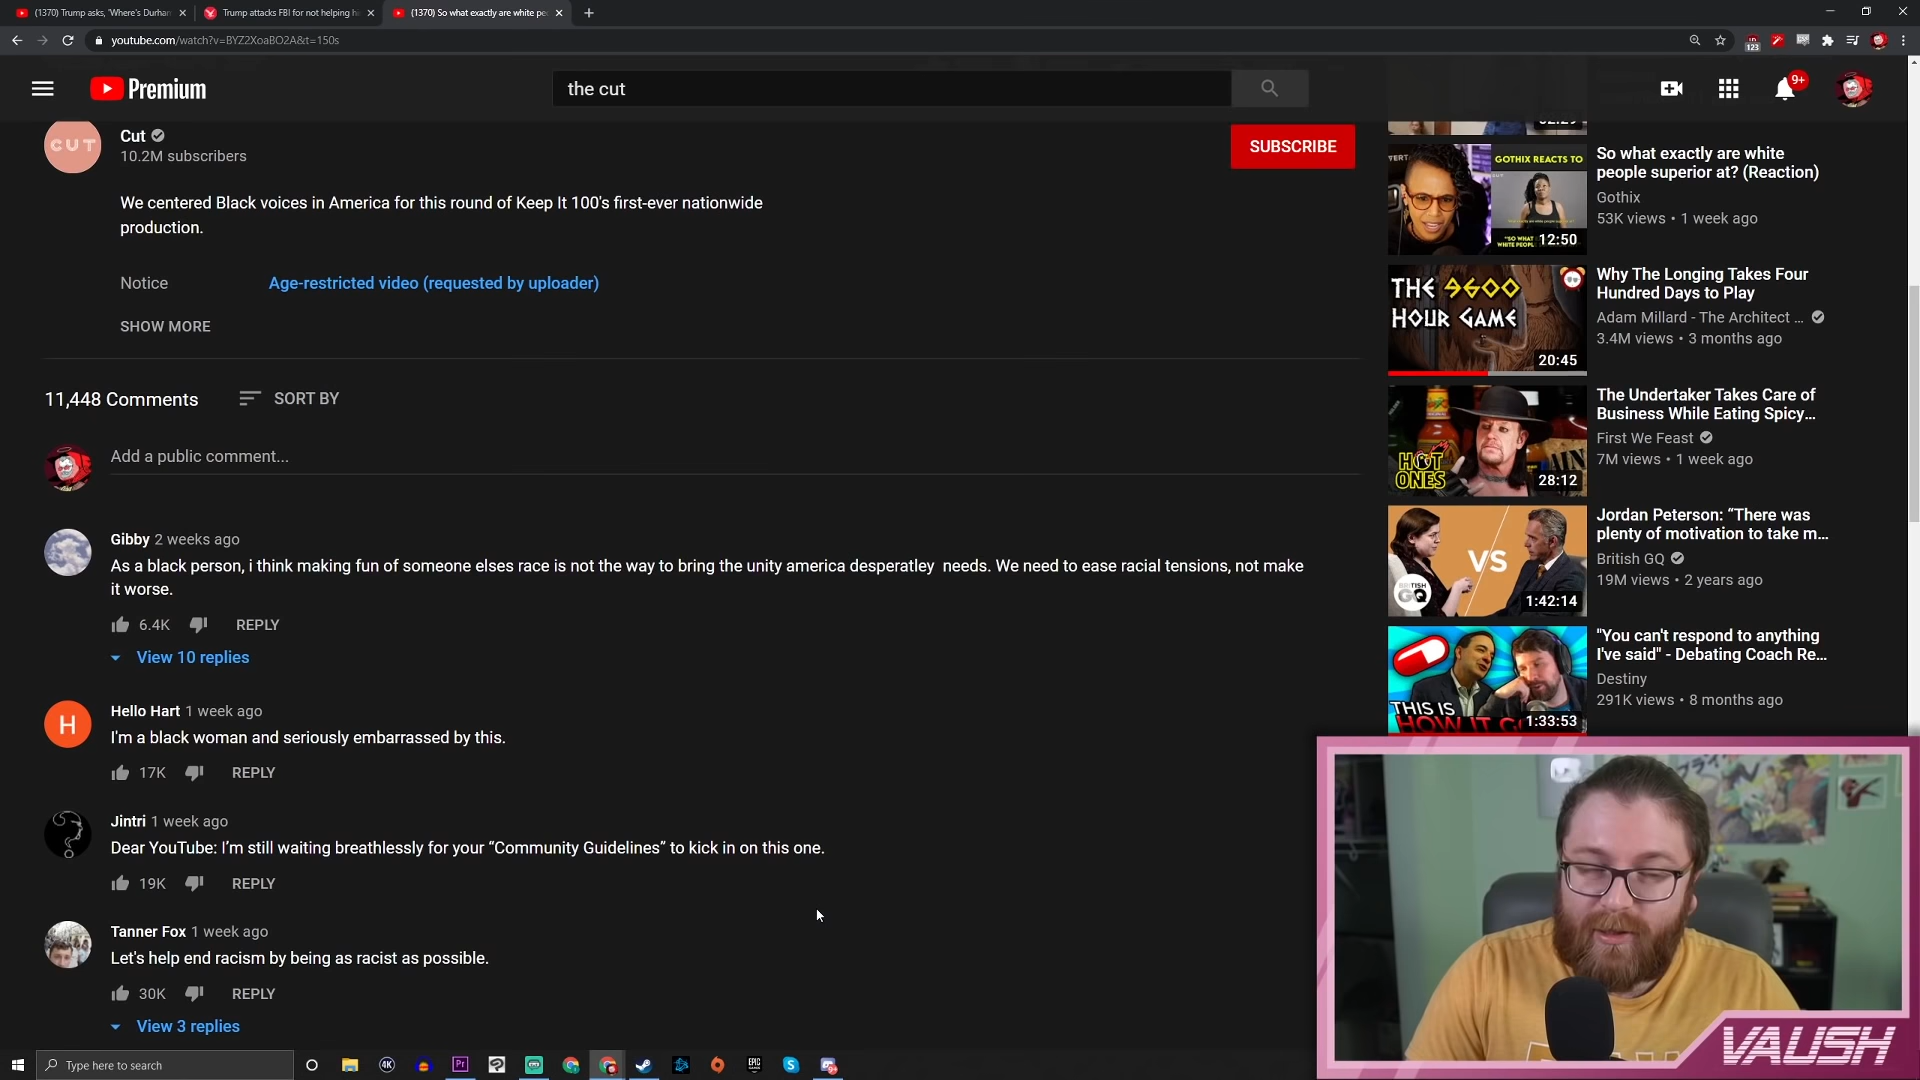 (1370) Trump asks, 'Where's Durham
Trump attacks FBI for not helping hi
(1370) So what exactly are white pe
youtube.com/watch?v=BYZ2XoaBO2A&t=150s
123
Premium
the cut
9+
CUT
Cut
10.2M subscribers
SUBSCRIBE
We centered Black voices in America for this round of Keep It 100's first-ever nationwide
production.
Notice
Age-restricted video (requested by uploader)
SHOW MORE
11,448 Comments
SORT BY
Add a public comment...
Gibby 2 weeks ago
As a black person, i think making fun of someone elses race is not the way to bring the unity america desperatley needs. We need to ease racial tensions, not make
it worse.
6.4K
REPLY
View 10 replies
H
Hello Hart 1 week ago
I'm a black woman and seriously embarrassed by this.
17K
REPLY
Jintri 1 week ago
Dear YouTube: I'm still waiting breathlessly for your “Community Guidelines” to kick in on this one.
19K
REPLY
Tanner Fox 1 week ago
Let's help end racism by being as racist as possible.
30K
REPLY
View 3 replies
GOTHIX REACTS TO
12:50
So what exactly are white
people superior at? (Reaction)
Gothix
53K views • 1 week ago
THE 9600
HOUR GAME
20:45
Why The Longing Takes Four
Hundred Days to Play
Adam Millard - The Architect ...
3.4M views • 3 months ago
HOT
ONES
28:12
The Undertaker Takes Care of
Business While Eating Spicy...
First We Feast
7M views • 1 week ago
VS
BRITISH
GQ
1:42:14
Jordan Peterson: “There was
plenty of motivation to take m...
British GQ
19M views • 2 years ago
THIS IS
HOW IT G
1:33:53
"You can't respond to anything
I've said" - Debating Coach Re...
Destiny
291K views • 8 months ago
VAUSH
Type here to search
4K
Pr
EPIC